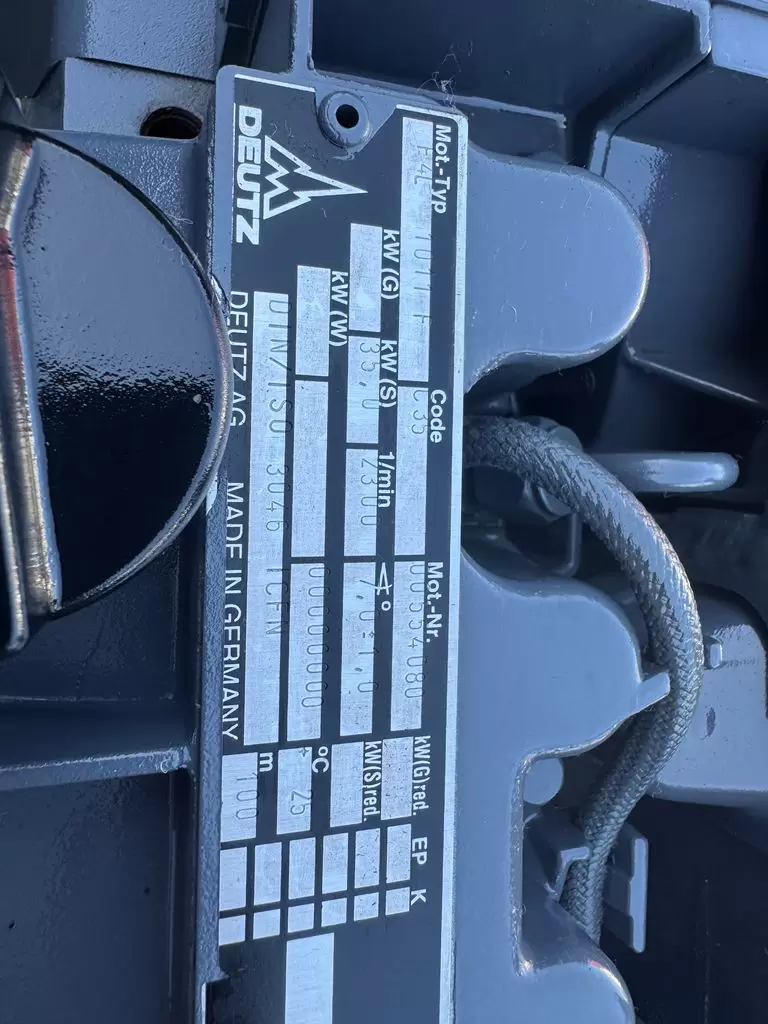 DEUTZ
Mot.-Typ Code Mot.-Nr. kW(G)red. EP K
F4L 1011 F C35 00554080
kW(G) kW(S) 1/min °
35,0 2300 7,0±1,0 kW(S)red.
kW(W) °C
00000000 + 25
DIN/ISO 3046 ICFN m 100
DEUTZ AG MADE IN GERMANY